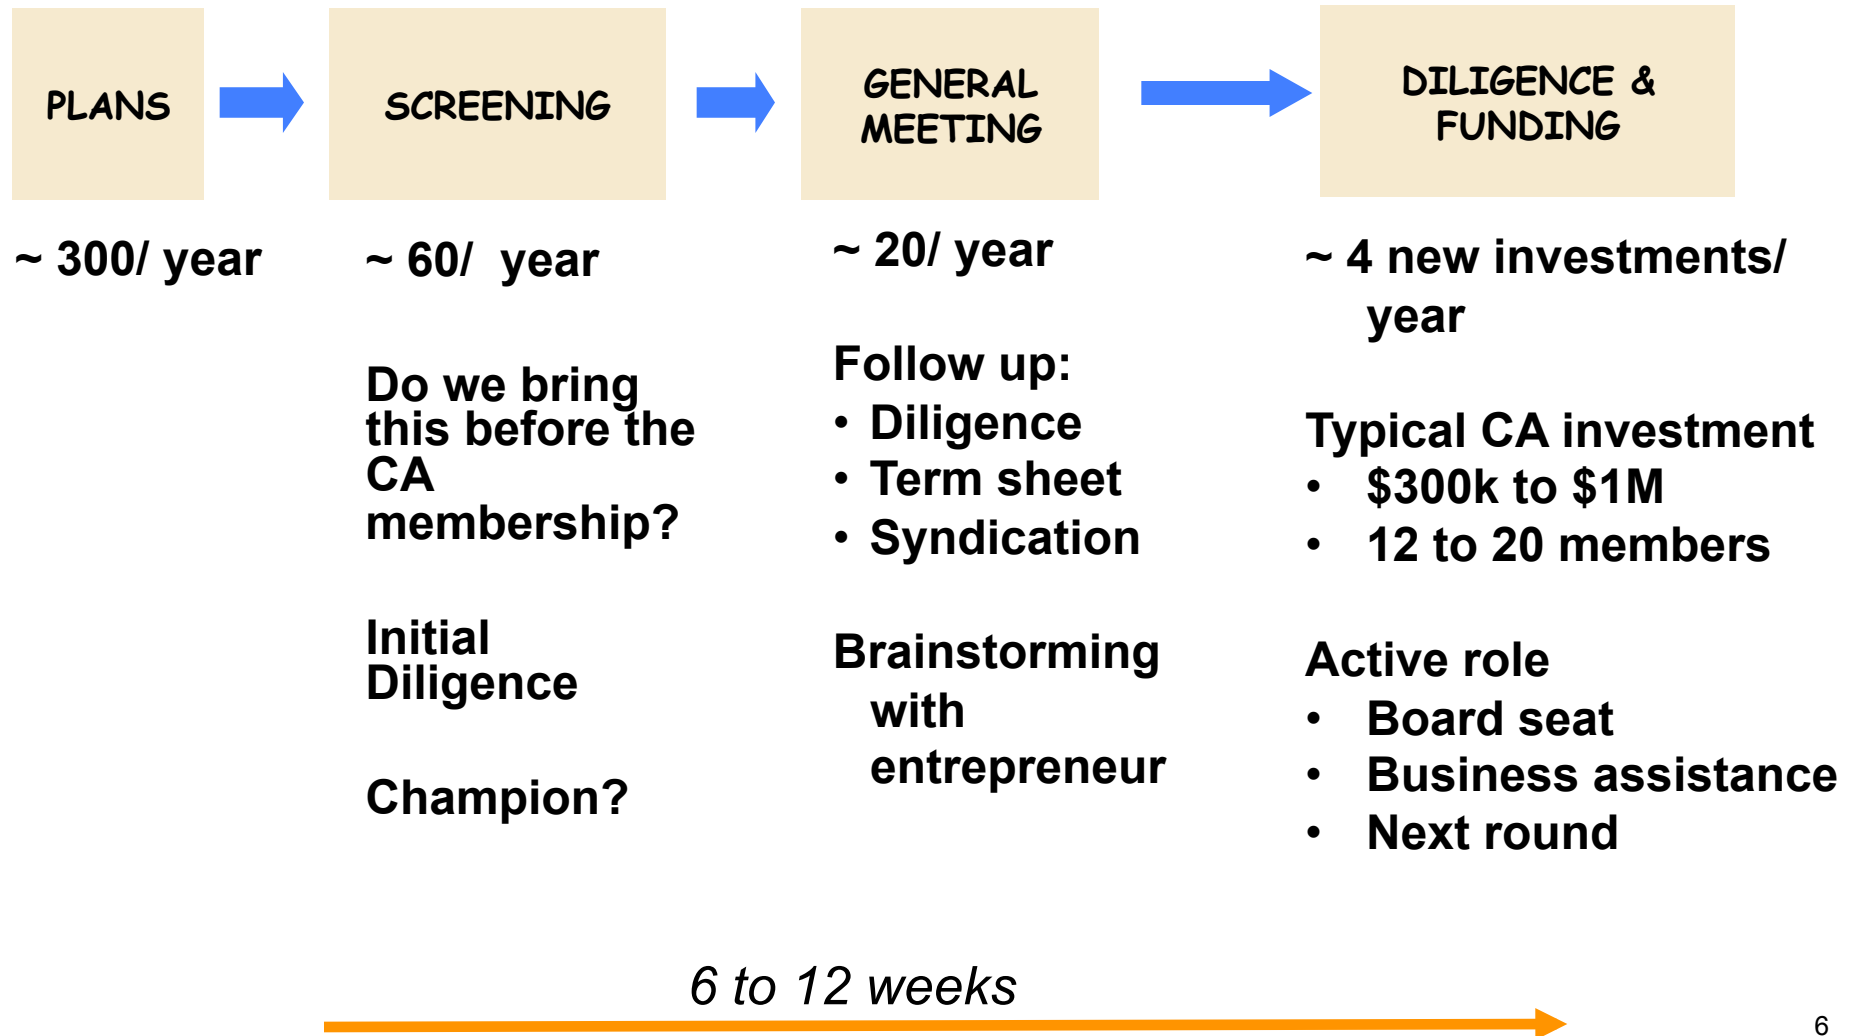 PLANS
SCREENING
GENERAL
MEETING
DILIGENCE &
FUNDING
~ 300/ year
~ 60/ year
Do we bring
this before the
CA
membership?
Initial
Diligence
Champion?
~ 20/ year
Follow up:
• Diligence
• Term sheet
• Syndication
Brainstorming
with
entrepreneur
~ 4 new investments/
year
Typical CA investment
• $300k to $1M
• 12 to 20 members
Active role
• Board seat
• Business assistance
• Next round
6 to 12 weeks
6